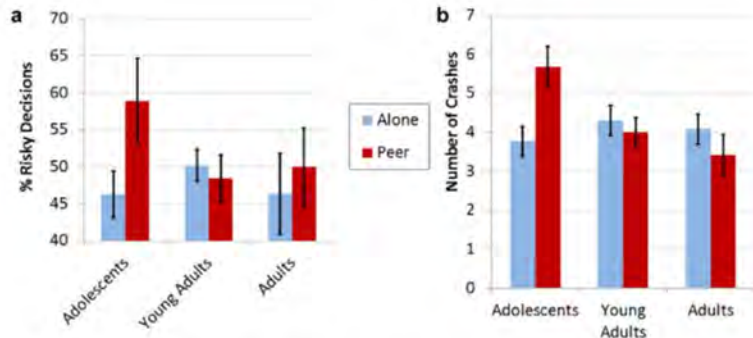 a
70
65
60
55
50
45
40
% Risky Decisions
Adolescents
Young Adults
Adults
Alone
Peer
b
7
6
5
4
3
2
1
0
Number of Crashes
Adolescents
Young
Adults
Adults